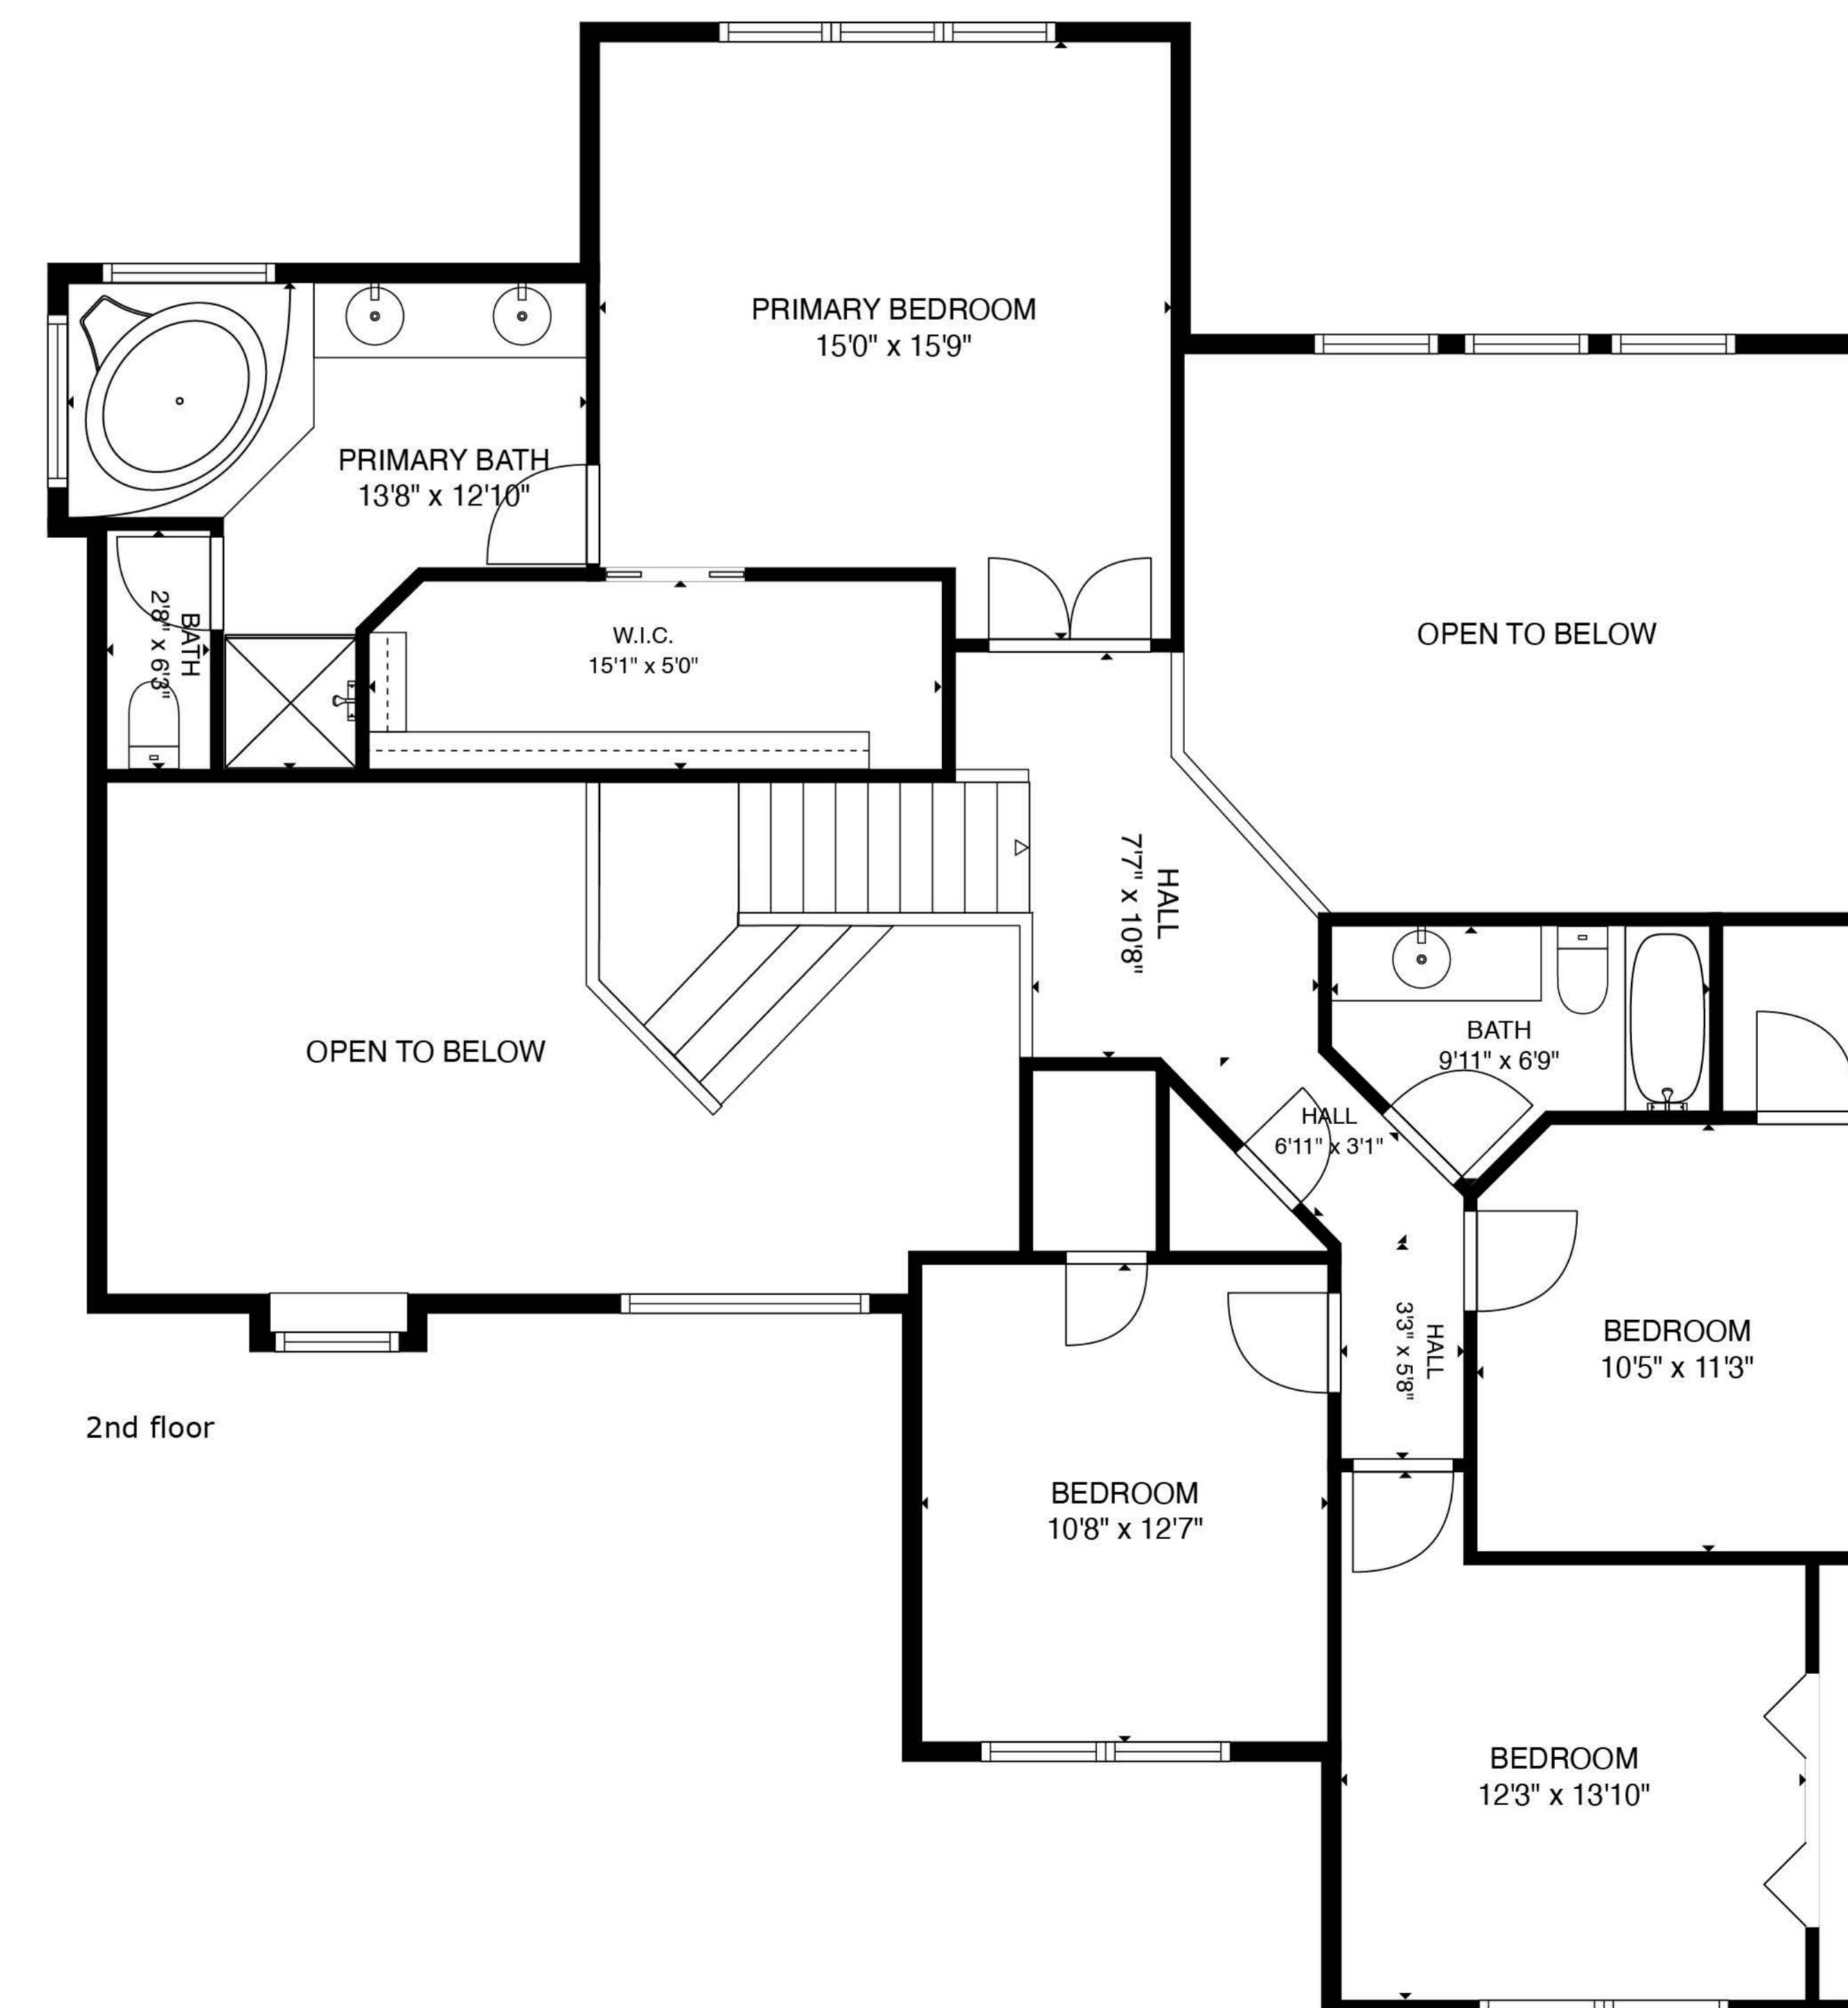 PRIMARY BEDROOM
15'0" x 15'9"
PRIMARY BATH
13'8" x 12'10"
BATH
2'8" x 6'3"
W.I.C.
15'1" x 5'0"
OPEN TO BELOW
HALL
7'7" x 10'8"
OPEN TO BELOW
BATH
9'11" x 6'9"
HALL
6'11" x 3'1"
HALL
3'3" x 5'8"
BEDROOM
10'5" x 11'3"
2nd floor
BEDROOM
10'8" x 12'7"
BEDROOM
12'3" x 13'10"